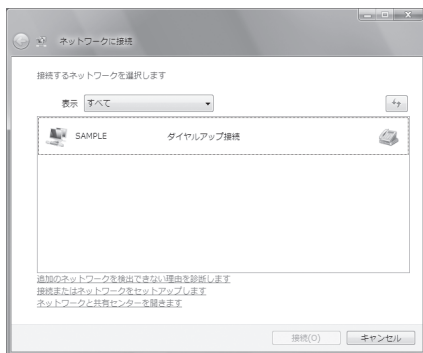 ネットワークに接続
接続するネットワークを選択します
表示 すべて
SAMPLE ダイヤルアップ接続
追加のネットワークを検出できない理由を診断します
接続またはネットワークをセットアップします
ネットワークと共有センターを開きます
接続(O) キャンセル